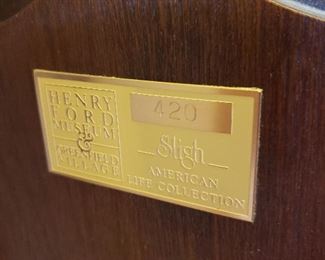 HENRY
FORD
MUSEUM
&
GREENFIELD
VILLAGE
420
Sligh
AMERICAN
LIFE COLLECTION